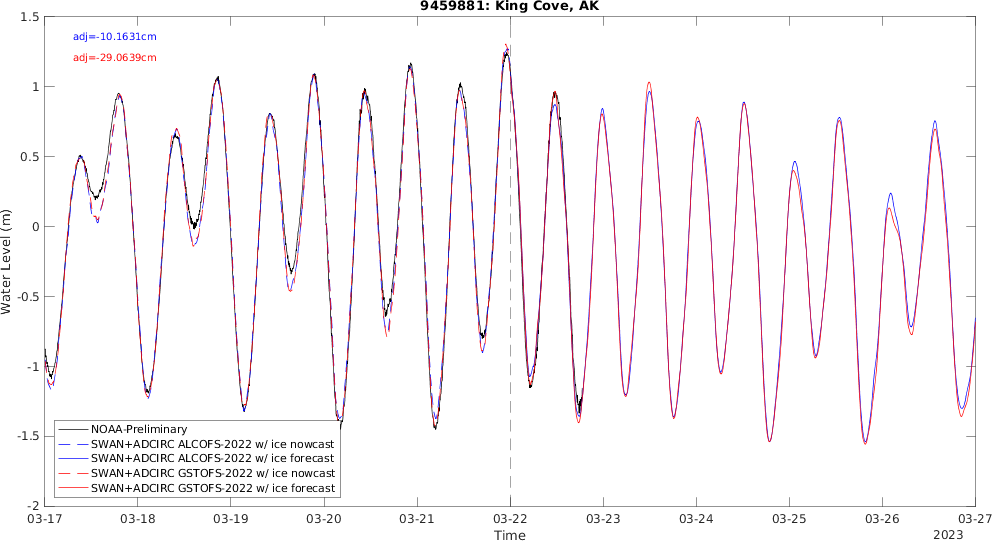 9459881: King Cove, AK
adj=-10.1631cm
adj=-29.0639cm
1.5
1
0.5
0
-0.5
-1
-1.5
-2
Water Level (m)
NOAA-Preliminary
SWAN+ADCIRC ALCOFS-2022 w/ ice nowcast
SWAN+ADCIRC ALCOFS-2022 w/ ice forecast
SWAN+ADCIRC GSTOFS-2022 w/ ice nowcast
SWAN+ADCIRC GSTOFS-2022 w/ ice forecast
03-17 03-18 03-19 03-20 03-21 03-22 03-23 03-24 03-25 03-26 03-27
Time
2023